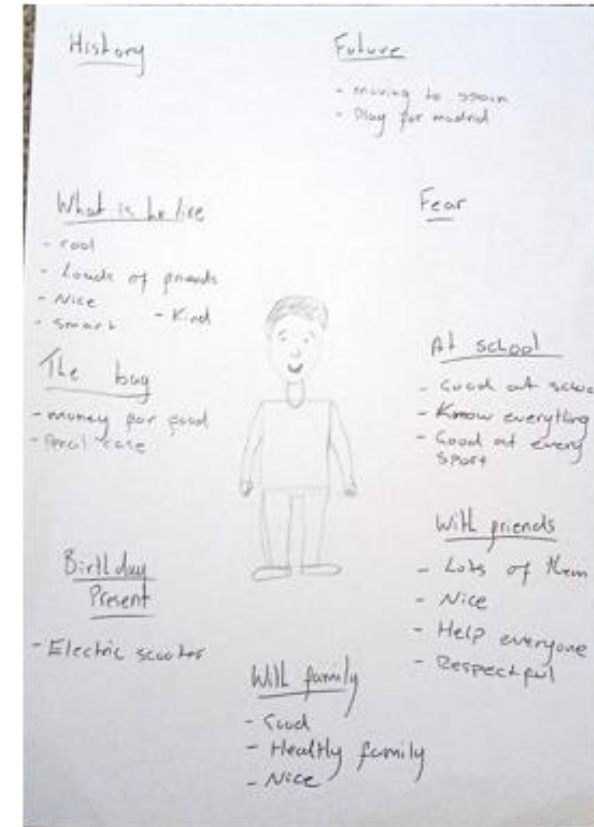 History
Future
- moving to spain
- Play for madrid
What is he like
- cool
- Loads of friends
- Nice
- Kind
- smart
Fear
The bag
- money for food
- Pencil case
At school
- Good at
- Know everything
- Good at every
sport
Birthday
Present
- Electric scooter
With friends
- Lots of them
- Nice
- Help everyone
- Respectful
With family
- Good
- Healthy family
- Nice